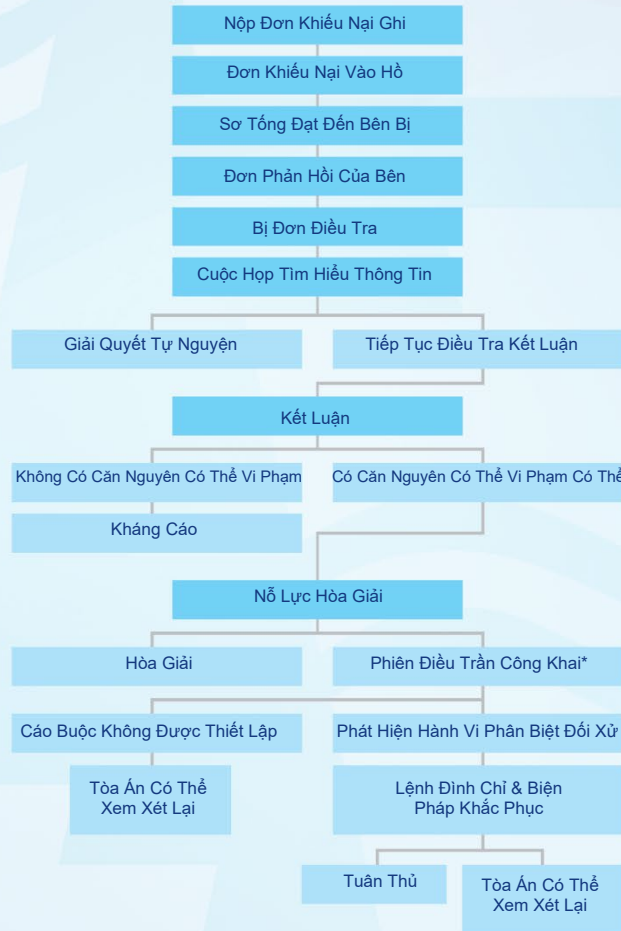 Nộp Đơn Khiếu Nại Ghi
Đơn Khiếu Nại Vào Hồ
Sơ Tống Đạt Đến Bên Bị
Đơn Phản Hồi Của Bên
Bị Đơn Điều Tra
Cuộc Họp Tìm Hiểu Thông Tin
Giải Quyết Tự Nguyện
Tiếp Tục Điều Tra Kết Luận
Kết Luận
Không Có Căn Nguyên Có Thể Vi Phạm
Có Căn Nguyên Có Thể Vi Phạm Có Thể
Kháng Cáo
Nỗ Lực Hòa Giải
Hòa Giải
Phiên Điều Trần Công Khai*
Cáo Buộc Không Được Thiết Lập
Phát Hiện Hành Vi Phân Biệt Đối Xử
Tòa Án Có Thể
Xem Xét Lại
Lệnh Đình Chỉ & Biện
Pháp Khắc Phục
Tuân Thủ
Tòa Án Có Thể
Xem Xét Lại